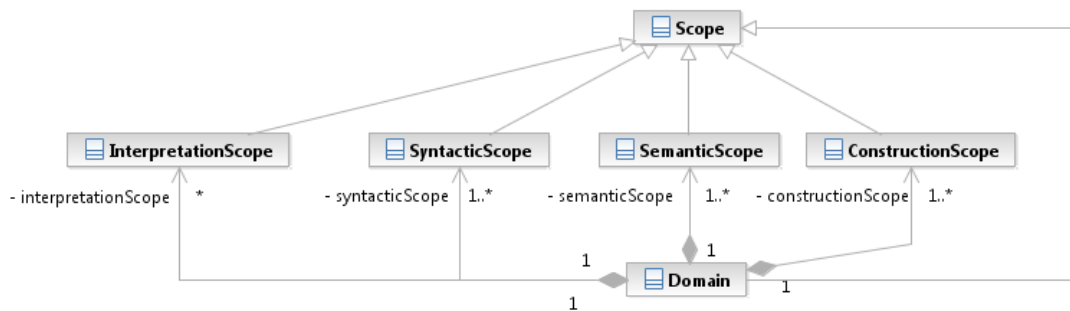 Scope
InterpretationScope
SyntacticScope
SemanticScope
ConstructionScope
- interpretationScope
*
- syntacticScope
1..*
- semanticScope
1..*
- constructionScope
1..*
1
1
1
Domain
1